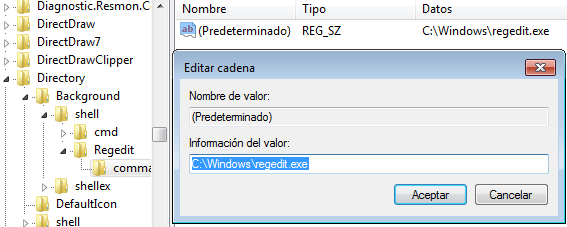 Diagnostic.Resmon.C
DirectDraw
DirectDraw7
DirectDrawClipper
Directory
Background
shell
cmd
Regedit
comma
shellex
DefaultIcon
shell
Nombre
Tipo
Datos
ab
(Predeterminado)
REG_SZ
C:\Windows\regedit.exe
Editar cadena
Nombre de valor:
(Predeterminado)
Información del valor:
C:\Windows\regedit.exe
Aceptar
Cancelar